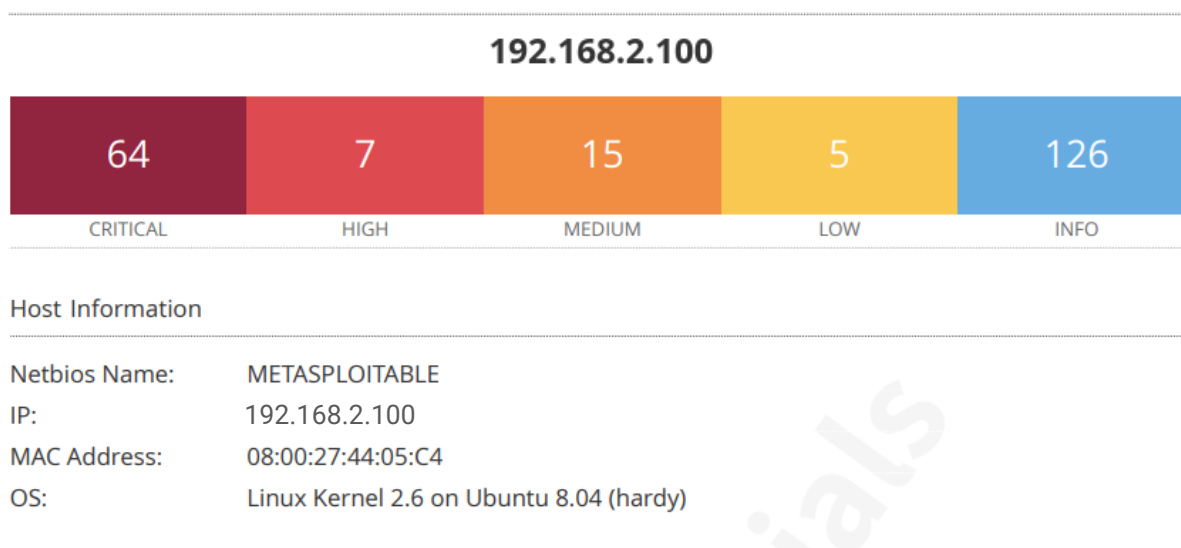 192.168.2.100
64 7 15 5 126
CRITICAL HIGH MEDIUM LOW INFO
Host Information
Netbios Name: METASPLOITABLE
IP: 192.168.2.100
MAC Address: 08:00:27:44:05:C4
OS: Linux Kernel 2.6 on Ubuntu 8.04 (hardy)
ials